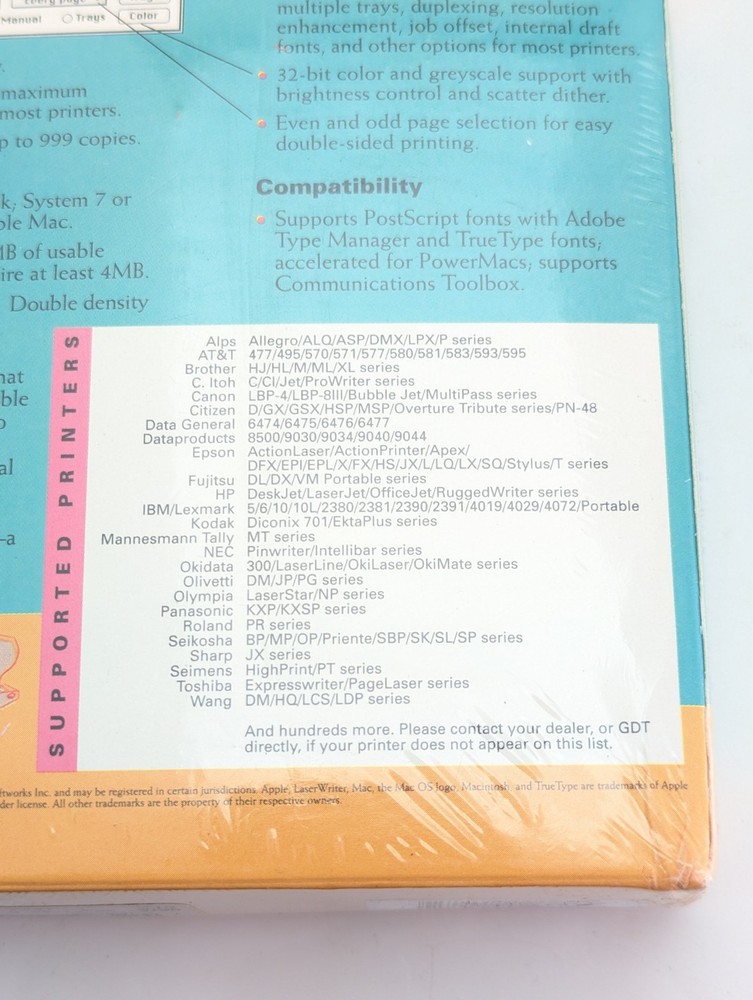 Every page
Manual Trays Color
multiple trays, duplexing, resolution
enhancement, job offset, internal draft
fonts, and other options for most printers.
32-bit color and greyscale support with
brightness control and scatter dither.
Even and odd page selection for easy
double-sided printing.
Compatibility
Supports PostScript fonts with Adobe
Type Manager and TrueType fonts;
accelerated for PowerMacs; supports
Communications Toolbox.
y.
maximum
most printers.
p to 999 copies.
k; System 7 or
ble Mac.
MB of usable
ire at least 4MB.
Double density
hat
ble
o
al
–a
SUPPORTED PRINTERS
Alps Allegro/ALQ/ASP/DMX/LPX/P series
AT&T 477/495/570/571/577/580/581/583/593/595
Brother HJ/HL/M/ML/XL series
C. Itoh C/CI/Jet/ProWriter series
Canon LBP-4/LBP-8III/Bubble Jet/MultiPass series
Citizen D/GX/GSX/HSP/MSP/Overture Tribute series/PN-48
Data General 6474/6475/6476/6477
Dataproducts 8500/9030/9034/9040/9044
Epson ActionLaser/ActionPrinter/Apex/
DFX/EPI/EPL/X/FX/HS/JX/L/LQ/LX/SQ/Stylus/T series
Fujitsu DL/DX/VM Portable series
HP DeskJet/LaserJet/OfficeJet/RuggedWriter series
IBM/Lexmark 5/6/10/10L/2380/2381/2390/2391/4019/4029/4072/Portable
Kodak Diconix 701/EktaPlus series
Mannesmann Tally MT series
NEC Pinwriter/Intellibar series
Okidata 300/LaserLine/OkiLaser/OkiMate series
Olivetti DM/JP/PG series
Olympia LaserStar/NP series
Panasonic KXP/KXSP series
Roland PR series
Seikosha BP/MP/OP/Priente/SBP/SK/SL/SP series
Sharp JX series
Seimens HighPrint/PT series
Toshiba Expresswriter/PageLaser series
Wang DM/HQ/LCS/LDP series
And hundreds more. Please contact your dealer, or GDT
directly, if your printer does not appear on this list.
ftworks Inc. and may be registered in certain jurisdictions. Apple, LaserWriter, Mac, the Mac OS logo, Macintosh, and TrueType are trademarks of Apple
der license. All other trademarks are the property of their respective owners.